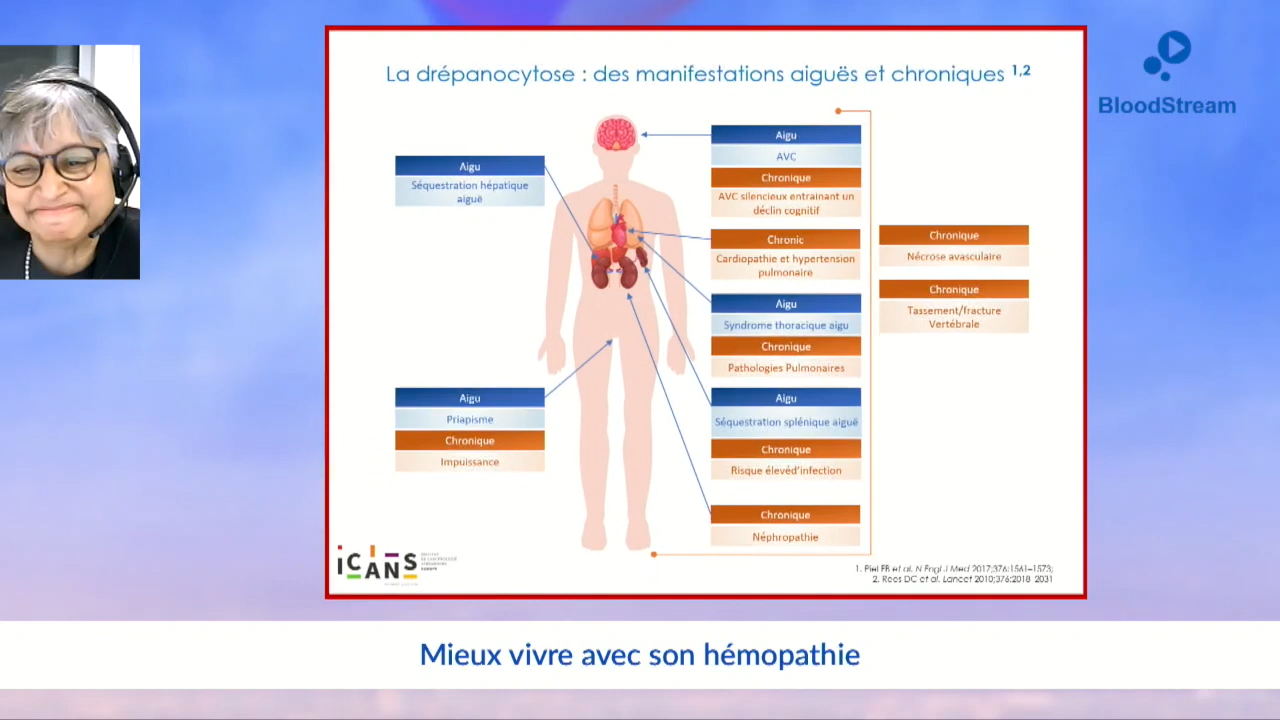 BloodStream
La drépanocytose : des manifestations aiguës et chroniques 1,2
Aigu
Séquestration hépatique
aiguë
Aigu
Priapisme
Chronique
Impuissance
Aigu
AVC
Chronique
AVC silencieux entrainant un
déclin cognitif
Chronic
Cardiopathie et hypertension
pulmonaire
Aigu
Syndrome thoracique aigu
Chronique
Pathologies Pulmonaires
Aigu
Séquestration splénique aiguë
Chronique
Risque élevéd'infection
Chronique
Néphropathie
Chronique
Nécrose avasculaire
Chronique
Tassement/fracture
Vertébrale
iCANS
1. Piel FB et al. N Engl J Med 2017;376:1561–1573;
2. Rees DC et al. Lancet 2010;376:2018–2031
Mieux vivre avec son hémopathie